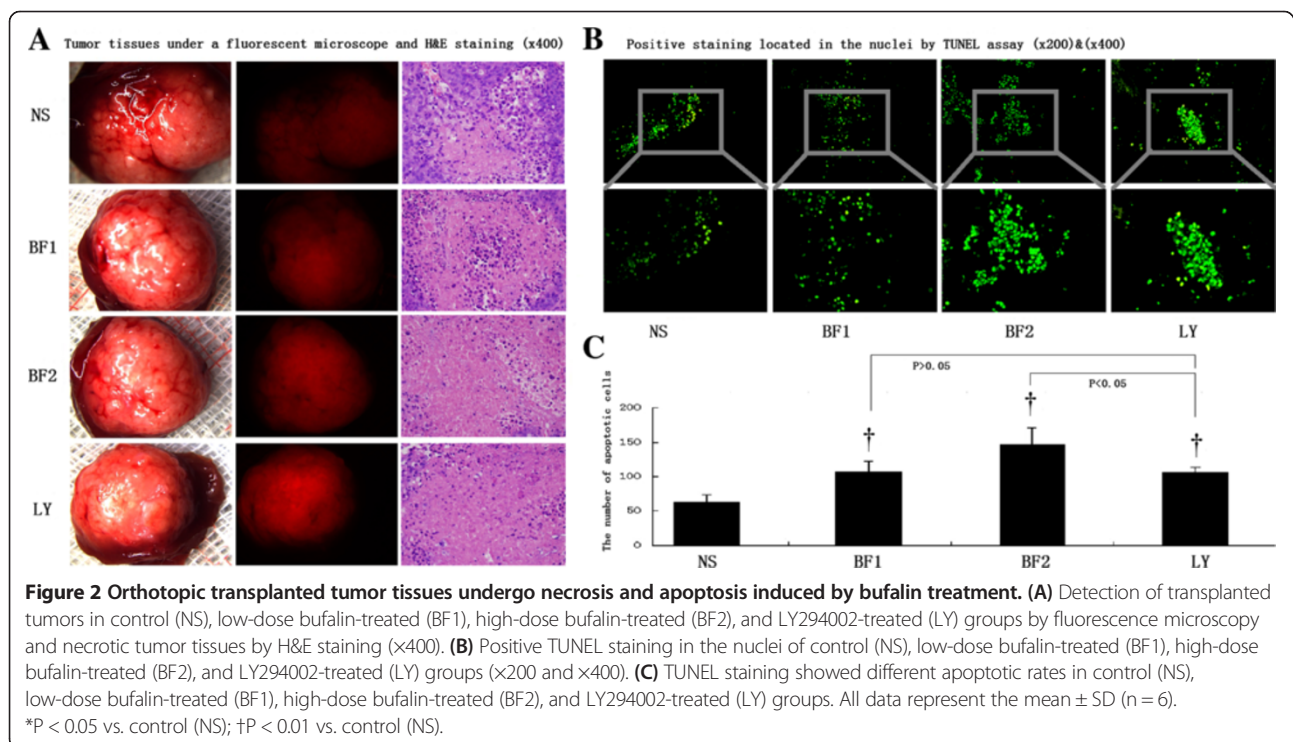 A Tumor tissues under a fluorescent microscope and H&E staining (x400)
NS
BF1
BF2
LY
B Positive staining located in the nuclei by TUNEL assay (x200)&(x400)
NS BF1 BF2 LY
C
P>0.05
P<0.05
The number of apoptotic cells
200
150
100
50
0
† † †
NS BF1 BF2 LY
Figure 2 Orthotopic transplanted tumor tissues undergo necrosis and apoptosis induced by bufalin treatment. (A) Detection of transplanted
tumors in control (NS), low-dose bufalin-treated (BF1), high-dose bufalin-treated (BF2), and LY294002-treated (LY) groups by fluorescence microscopy
and necrotic tumor tissues by H&E staining (×400). (B) Positive TUNEL staining in the nuclei of control (NS), low-dose bufalin-treated (BF1), high-dose
bufalin-treated (BF2), and LY294002-treated (LY) groups (×200 and ×400). (C) TUNEL staining showed different apoptotic rates in control (NS),
low-dose bufalin-treated (BF1), high-dose bufalin-treated (BF2), and LY294002-treated (LY) groups. All data represent the mean ± SD (n = 6).
*P < 0.05 vs. control (NS); †P < 0.01 vs. control (NS).